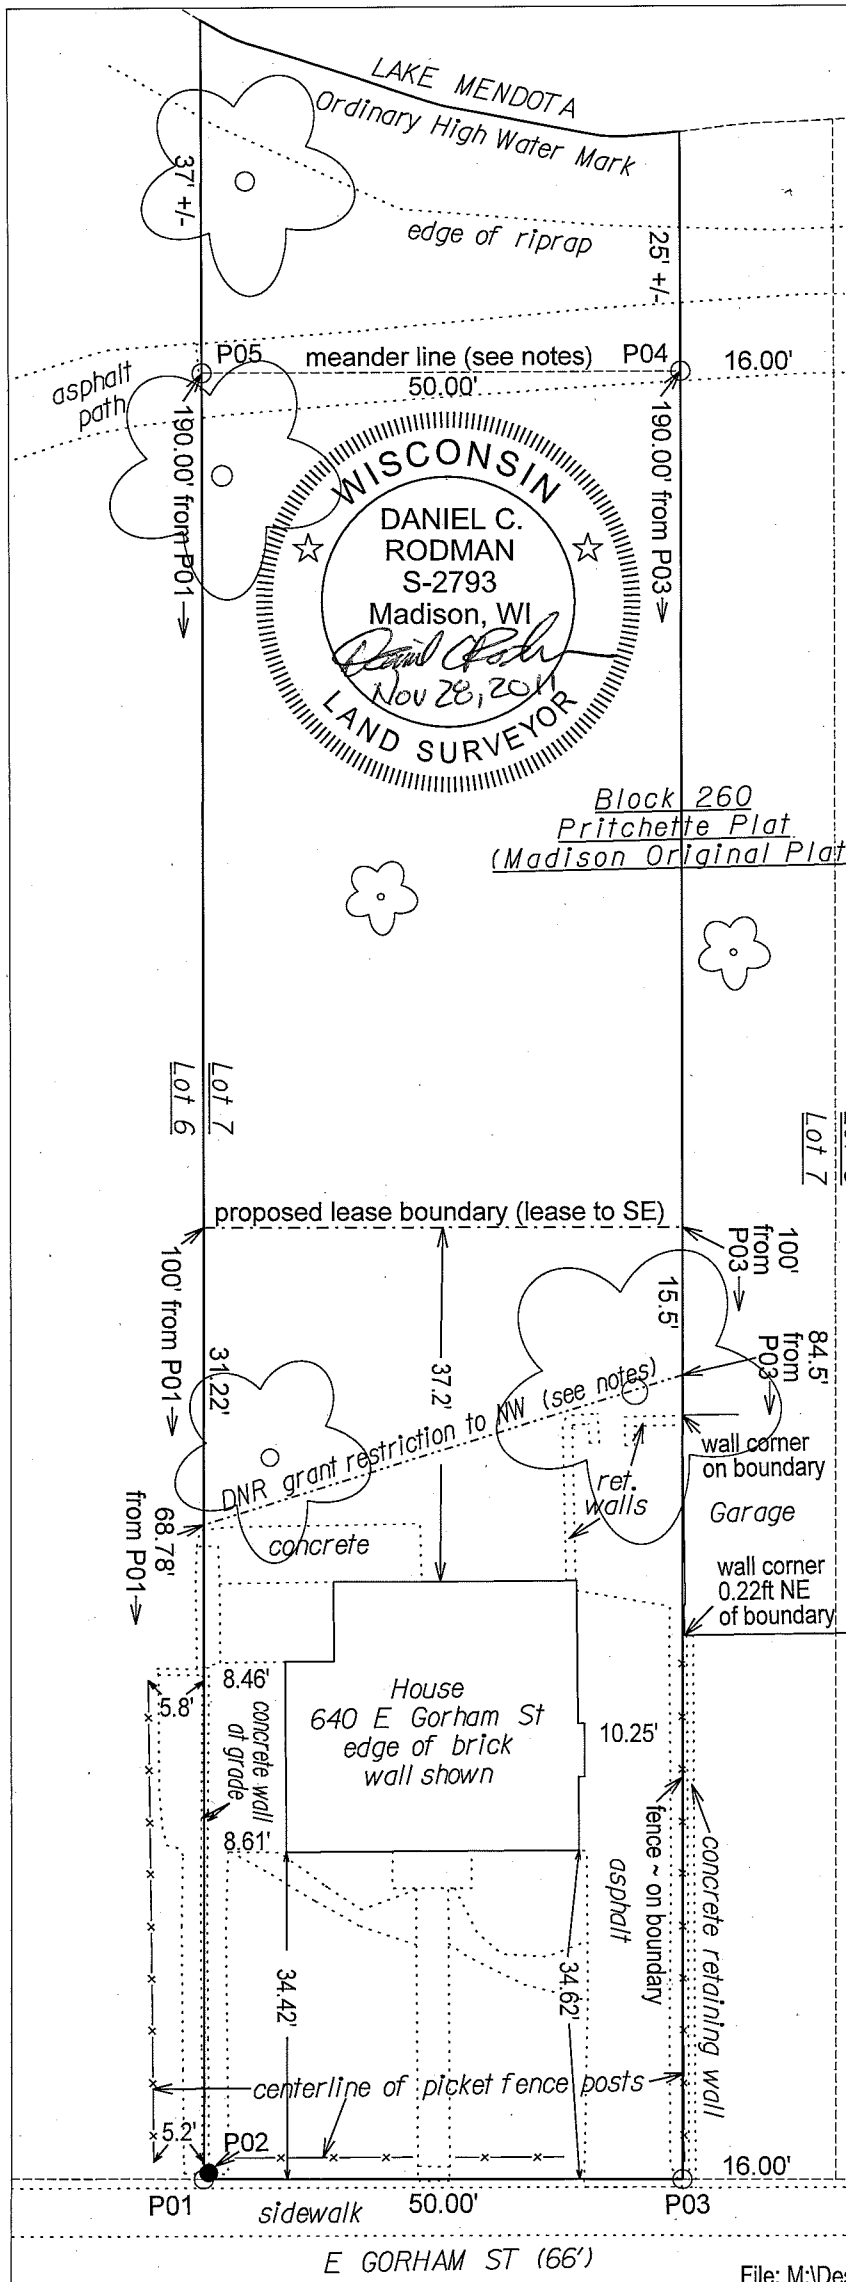 LAKE MENDOTA
Ordinary High Water Mark
37' +/-
edge of riprap
25' +/-
P05
meander line (see notes)
P04
16.00'
50.00'
asphalt
path
190.00' from P01
190.00' from P03
WISCONSIN
DANIEL C.
RODMAN
S-2793
Madison, WI
Nov 28, 2011
LAND SURVEYOR
Block 260
Pritchette Plat
(Madison Original Plat
Lot 7
Lot 6
Lot 7
proposed lease boundary (lease to SE)
100' from P01
31.22'
37.2'
15.5'
100'
from
P03
84.5'
from
P03
DNR grant restriction to NW (see notes)
68.78'
from P01
concrete
ret.
walls
wall corner
on boundary
Garage
wall corner
0.22ft NE
of boundary
5.8'
8.46'
concrete wall
at grade
House
640 E Gorham St
edge of brick
wall shown
10.25'
8.61'
asphalt
fence ~ on boundary
concrete retaining wall
34.42'
34.62'
centerline of picket fence posts
5.2'
P02
16.00'
P01
sidewalk
50.00'
P03
E GORHAM ST (66')
File: M:\Des